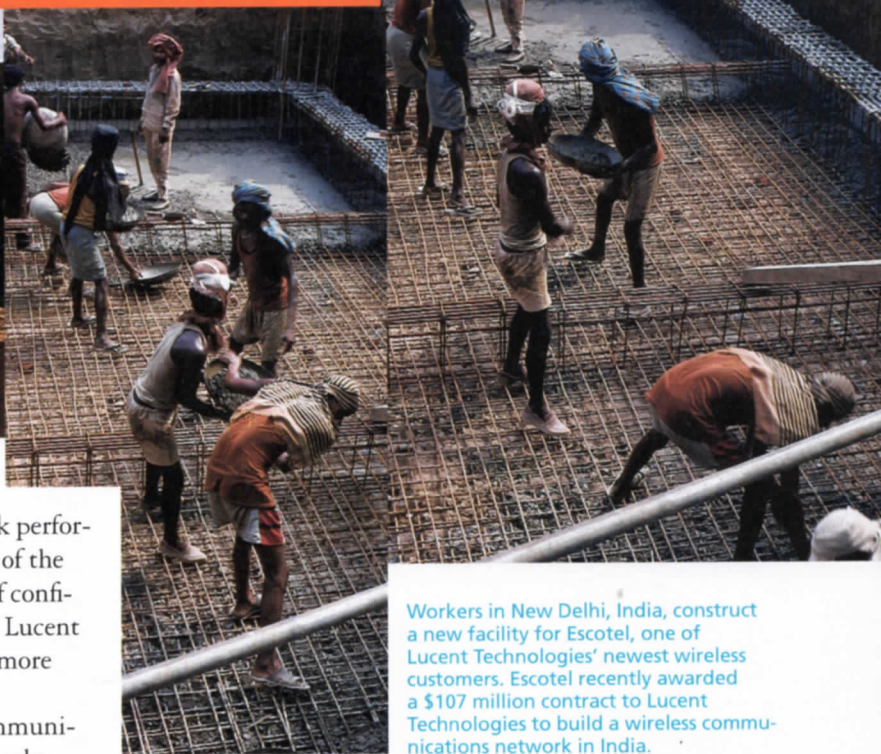 k perfor-
of the
f confi-
Lucent
more
mmuni-
Workers in New Delhi, India, construct
a new facility for Escotel, one of
Lucent Technologies' newest wireless
customers. Escotel recently awarded
a $107 million contract to Lucent
Technologies to build a wireless commu-
nications network in India.